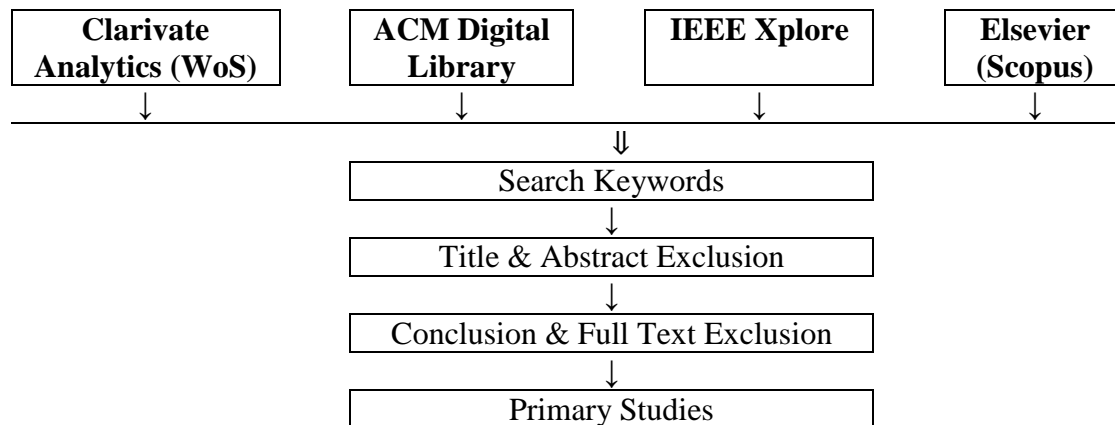 Clarivate
Analytics (WoS)
ACM Digital
Library
IEEE Xplore
Elsevier
(Scopus)
↓ ↓ ↓ ↓
⇓
Search Keywords
↓
Title & Abstract Exclusion
↓
Conclusion & Full Text Exclusion
↓
Primary Studies